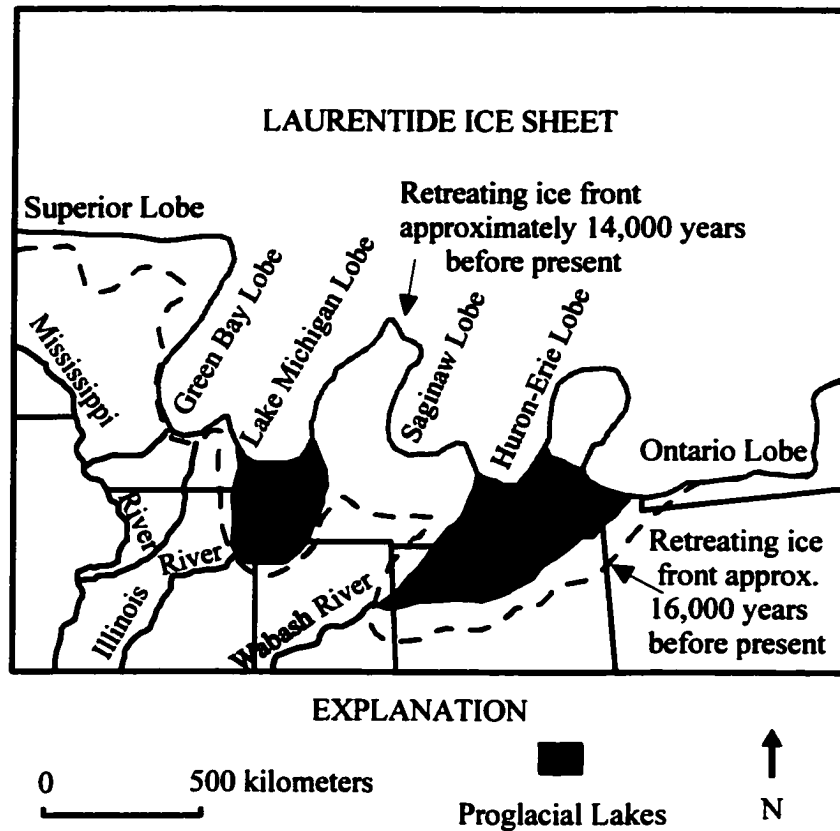 LAURENTIDE ICE SHEET
Superior Lobe
Retreating ice front
approximately 14,000 years
before present
Mississippi
River
Green Bay Lobe
Lake Michigan Lobe
Saginaw Lobe
Huron-Erie Lobe
Ontario Lobe
Illinois
River
Wabash River
Retreating ice
front approx.
16,000 years
before present
EXPLANATION
0 500 kilometers
Proglacial Lakes
N